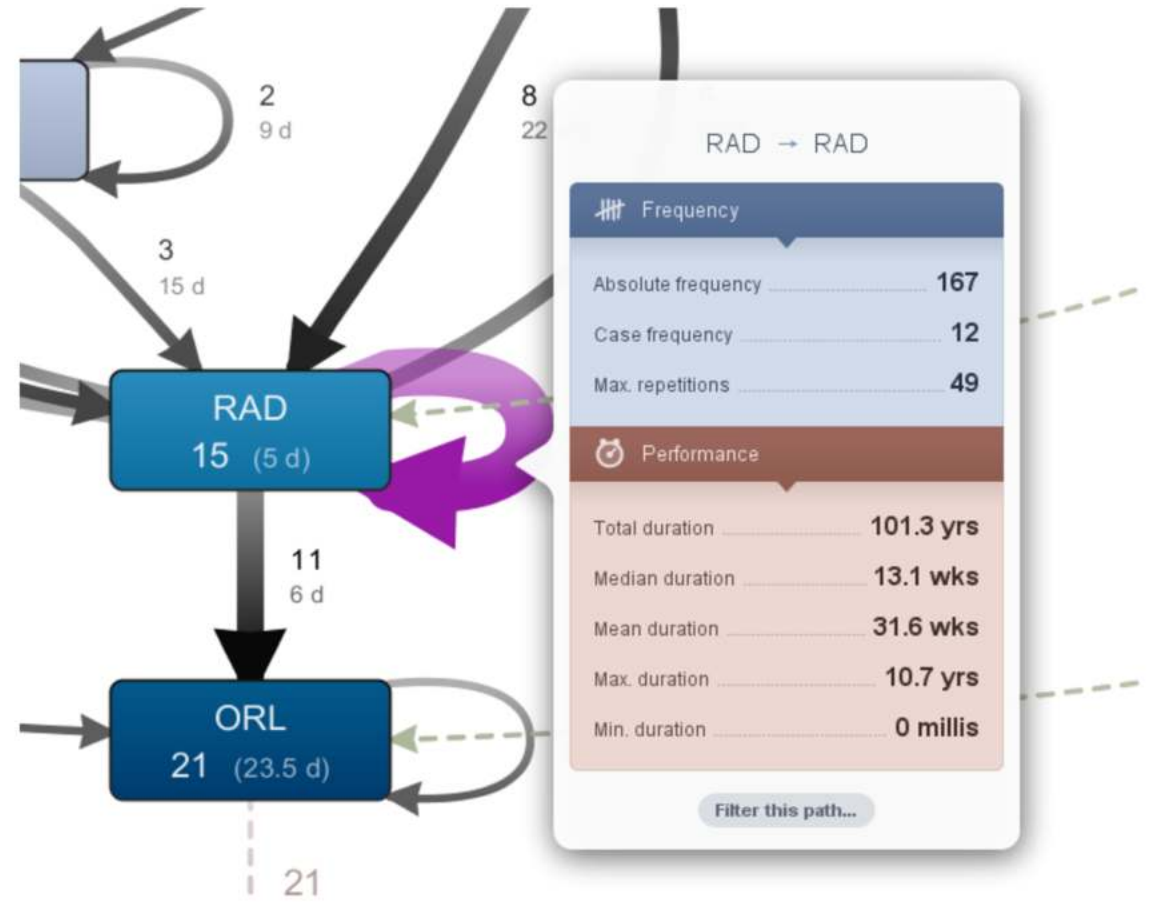 2
9 d
8
22
3
15 d
RAD
15 (5 d)
11
6 d
ORL
21 (23.5 d)
21
RAD → RAD
Frequency
Absolute frequency 167
Case frequency 12
Max. repetitions 49
Performance
Total duration 101.3 yrs
Median duration 13.1 wks
Mean duration 31.6 wks
Max. duration 10.7 yrs
Min. duration 0 millis
Filter this path...